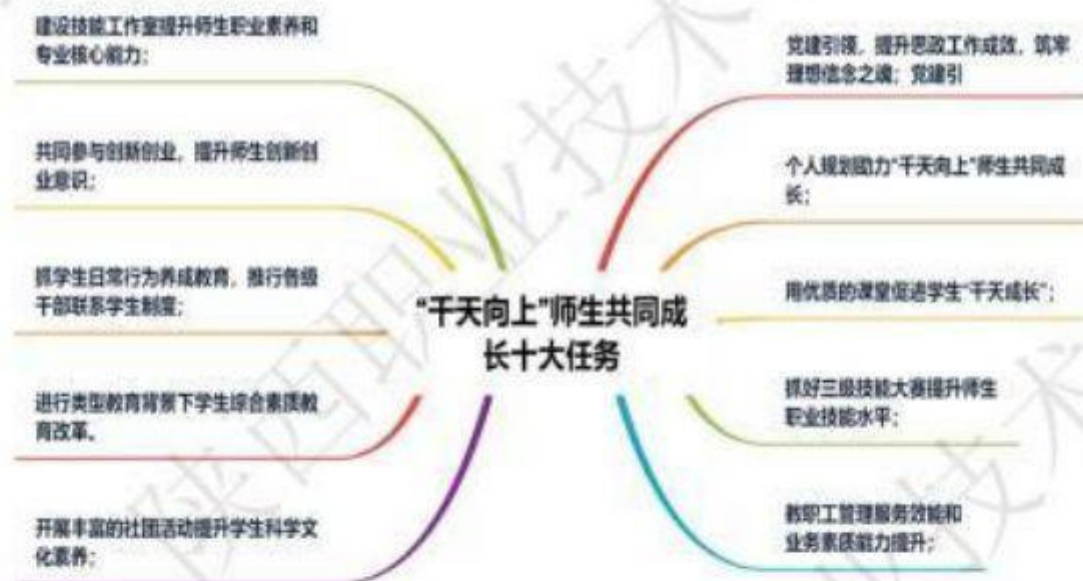 建设技能工作室提升师生职业素养和
专业核心能力；
共同参与创新创业，提升师生创新创
业意识；
抓学生日常行为养成教育，推行各级
干部联系学生制度；
进行类型教育背景下学生综合素质教
育改革。
开展丰富的社团活动提升学生科学文
化素养；
“千天向上”师生共同成
长十大任务
党建引领，提升思政工作成效，筑牢
理想信念之魂；党建引
个人规划助力“千天向上”师生共同成
长；
用优质的课堂促进学生“千天成长”；
抓好三级技能大赛提升师生
职业技能水平；
教职工管理服务效能和
业务素质能力提升；
陕西职业技术
技术